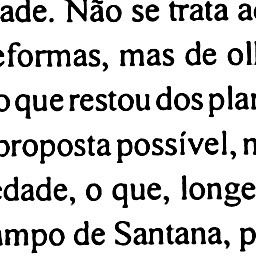 ade. Não se trata a
eformas, mas de ol
o que restou dos plan
proposta possível, n
edade, o que, longe
ampo de Santana, p